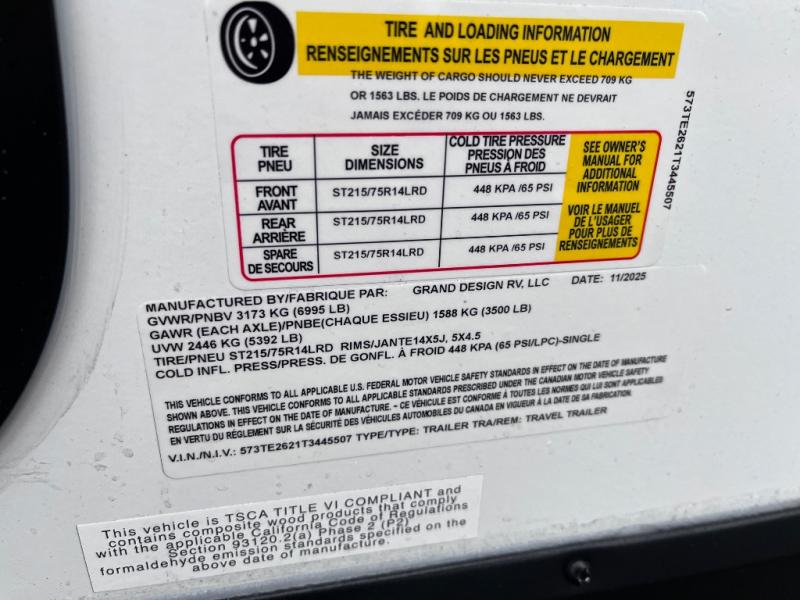 TIRE AND LOADING INFORMATION
RENSEIGNEMENTS SUR LES PNEUS ET LE CHARGEMENT
THE WEIGHT OF CARGO SHOULD NEVER EXCEED 709 KG
OR 1563 LBS. LE POIDS DE CHARGEMENT NE DEVRAIT
JAMAIS EXCÉDER 709 KG OU 1563 LBS.
573TE2621T3445507
TIRE PNEU SIZE DIMENSIONS COLD TIRE PRESSURE PRESSION DES PNEUS À FROID
FRONT AVANT ST215/75R14LRD 448 KPA /65 PSI
REAR ARRIÈRE ST215/75R14LRD 448 KPA /65 PSI
SPARE DE SECOURS ST215/75R14LRD 448 KPA /65 PSI
SEE OWNER'S
MANUAL FOR
ADDITIONAL
INFORMATION
VOIR LE MANUEL
DE L'USAGER
POUR PLUS DE
RENSEIGNEMENTS
MANUFACTURED BY/FABRIQUE PAR: GRAND DESIGN RV, LLC DATE: 11/2025
GVWR/PNBV 3173 KG (6995 LB)
GAWR (EACH AXLE)/PNBE(CHAQUE ESSIEU) 1588 KG (3500 LB)
UVW 2446 KG (5392 LB)
TIRE/PNEU ST215/75R14LRD RIMS/JANTE14X5J, 5X4.5
COLD INFL. PRESS/PRESS. DE GONFL. À FROID 448 KPA (65 PSI/LPC)-SINGLE
THIS VEHICLE CONFORMS TO ALL APPLICABLE U.S. FEDERAL MOTOR VEHICLE SAFETY STANDARDS IN EFFECT ON THE DATE OF MANUFACTURE
SHOWN ABOVE. THIS VEHICLE CONFORMS TO ALL APPLICABLE STANDARDS PRESCRIBED UNDER THE CANADIAN MOTOR VEHICLE SAFETY
REGULATIONS IN EFFECT ON THE DATE OF MANUFACTURE. – CE VÉHICULE EST CONFORME À TOUTES LES NORMES QUI LUI SONT APPLICABLES
EN VERTU DU RÈGLEMENT SUR LA SÉCURITÉ DES VÉHICULES AUTOMOBILES DU CANADA EN VIGUEUR À LA DATE DE SA FABRICATION.
V.I.N./N.I.V.: 573TE2621T3445507 TYPE/TYPE: TRAILER TRA/REM: TRAVEL TRAILER
This vehicle is TSCA TITLE VI COMPLIANT and
contains composite wood products that comply
with the applicable California Code of Regulations
Section 93120.2(a) Phase 2 (P2)
formaldehyde emission standards specified on the
above date of manufacture.